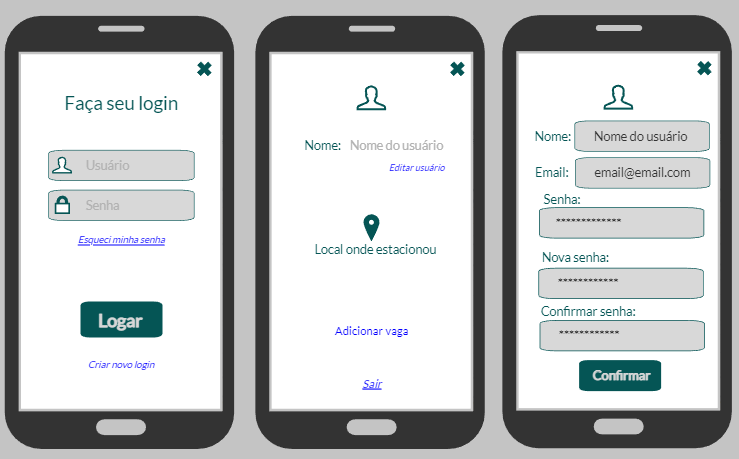 Faça seu login
Usuário
Senha
Esqueci minha senha
Logar
Criar novo login
Nome: Nome do usuário
Editar usuário
Local onde estacionou
Adicionar vaga
Saír
Nome: Nome do usuário
Email: email@email.com
Senha:
*************
Nova senha:
************
Confirmar senha:
************
Confirmar